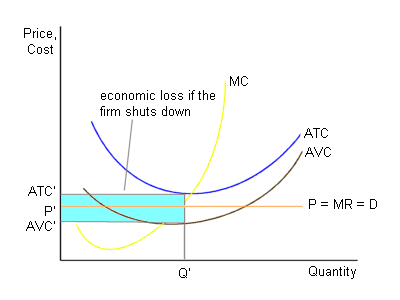 Price,
Cost
MC
economic loss if the
firm shuts down
ATC
AVC
ATC'
P'
P = MR = D
AVC'
Q'
Quantity